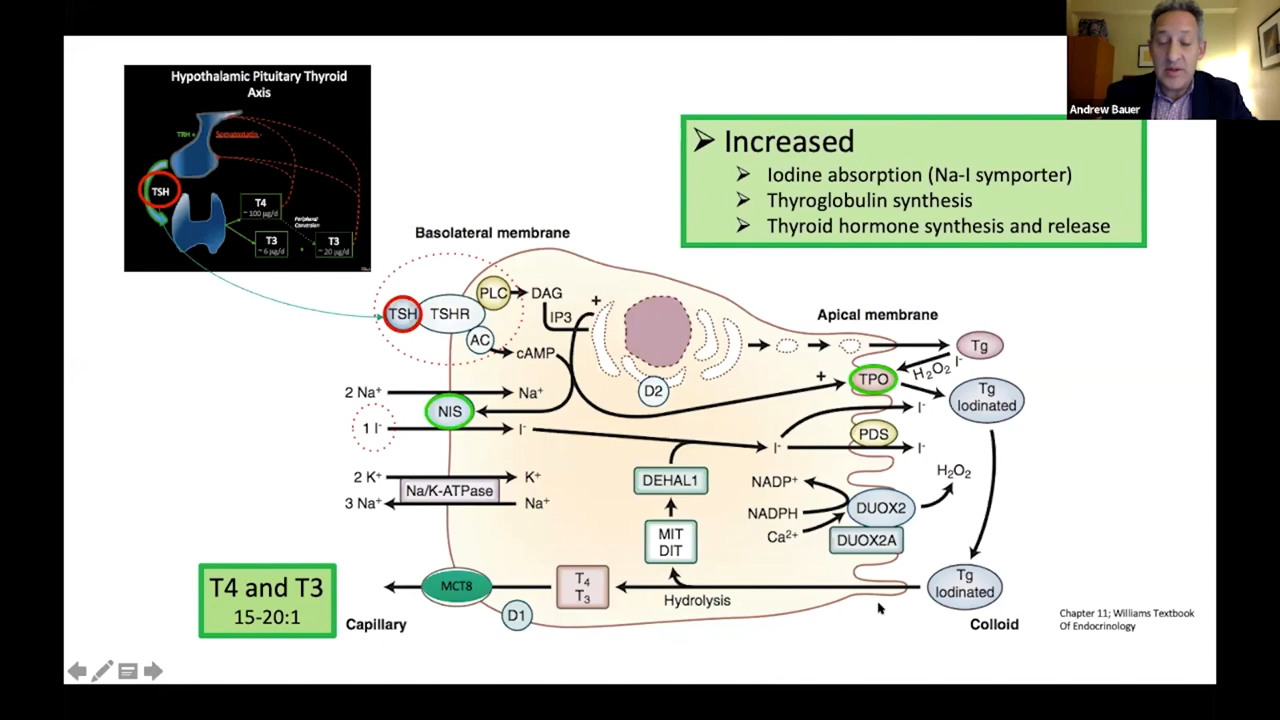 Andrew Bauer
Hypothalamic Pituitary Thyroid
Axis
TRH +
Somatostatin -
TSH
T4
~ 100 µg/d
Peripheral
Conversion
T3
~ 6 µg/d
T3
~ 20 µg/d
➢ Increased
➢ Iodine absorption (Na-I symporter)
➢ Thyroglobulin synthesis
➢ Thyroid hormone synthesis and release
Basolateral membrane
Apical membrane
TSH
TSHR
PLC
DAG
IP3
AC
cAMP
+
D2
+
TPO
Tg
H₂O₂
I⁻
Tg
Iodinated
2 Na⁺
Na⁺
NIS
1 I⁻
I⁻
I⁻
I⁻
PDS
I⁻
2 K⁺
K⁺
Na/K-ATPase
3 Na⁺
Na⁺
DEHAL1
MIT
DIT
NADP⁺
NADPH
Ca²⁺
DUOX2
DUOX2A
H₂O₂
T4 and T3
15-20:1
MCT8
D1
T₄
T₃
Hydrolysis
Tg
Iodinated
Capillary
Colloid
Chapter 11; Williams Textbook
Of Endocrinology